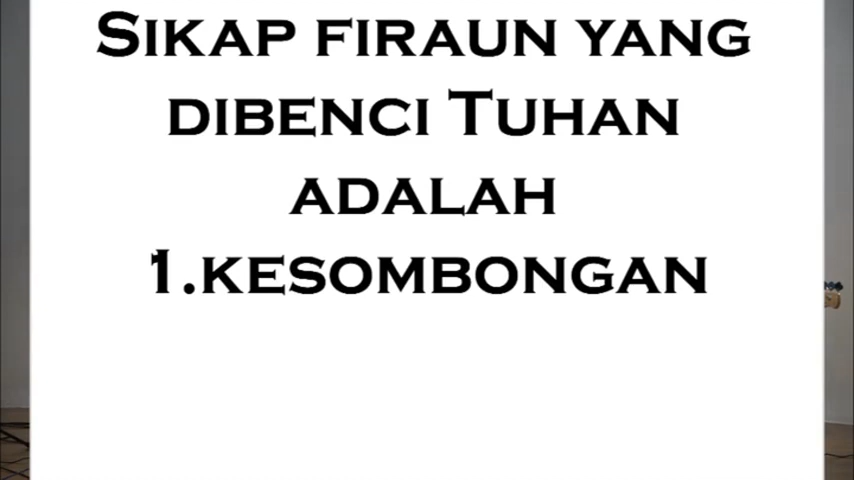 Sikap firaun yang
dibenci Tuhan
adalah
1.kesombongan